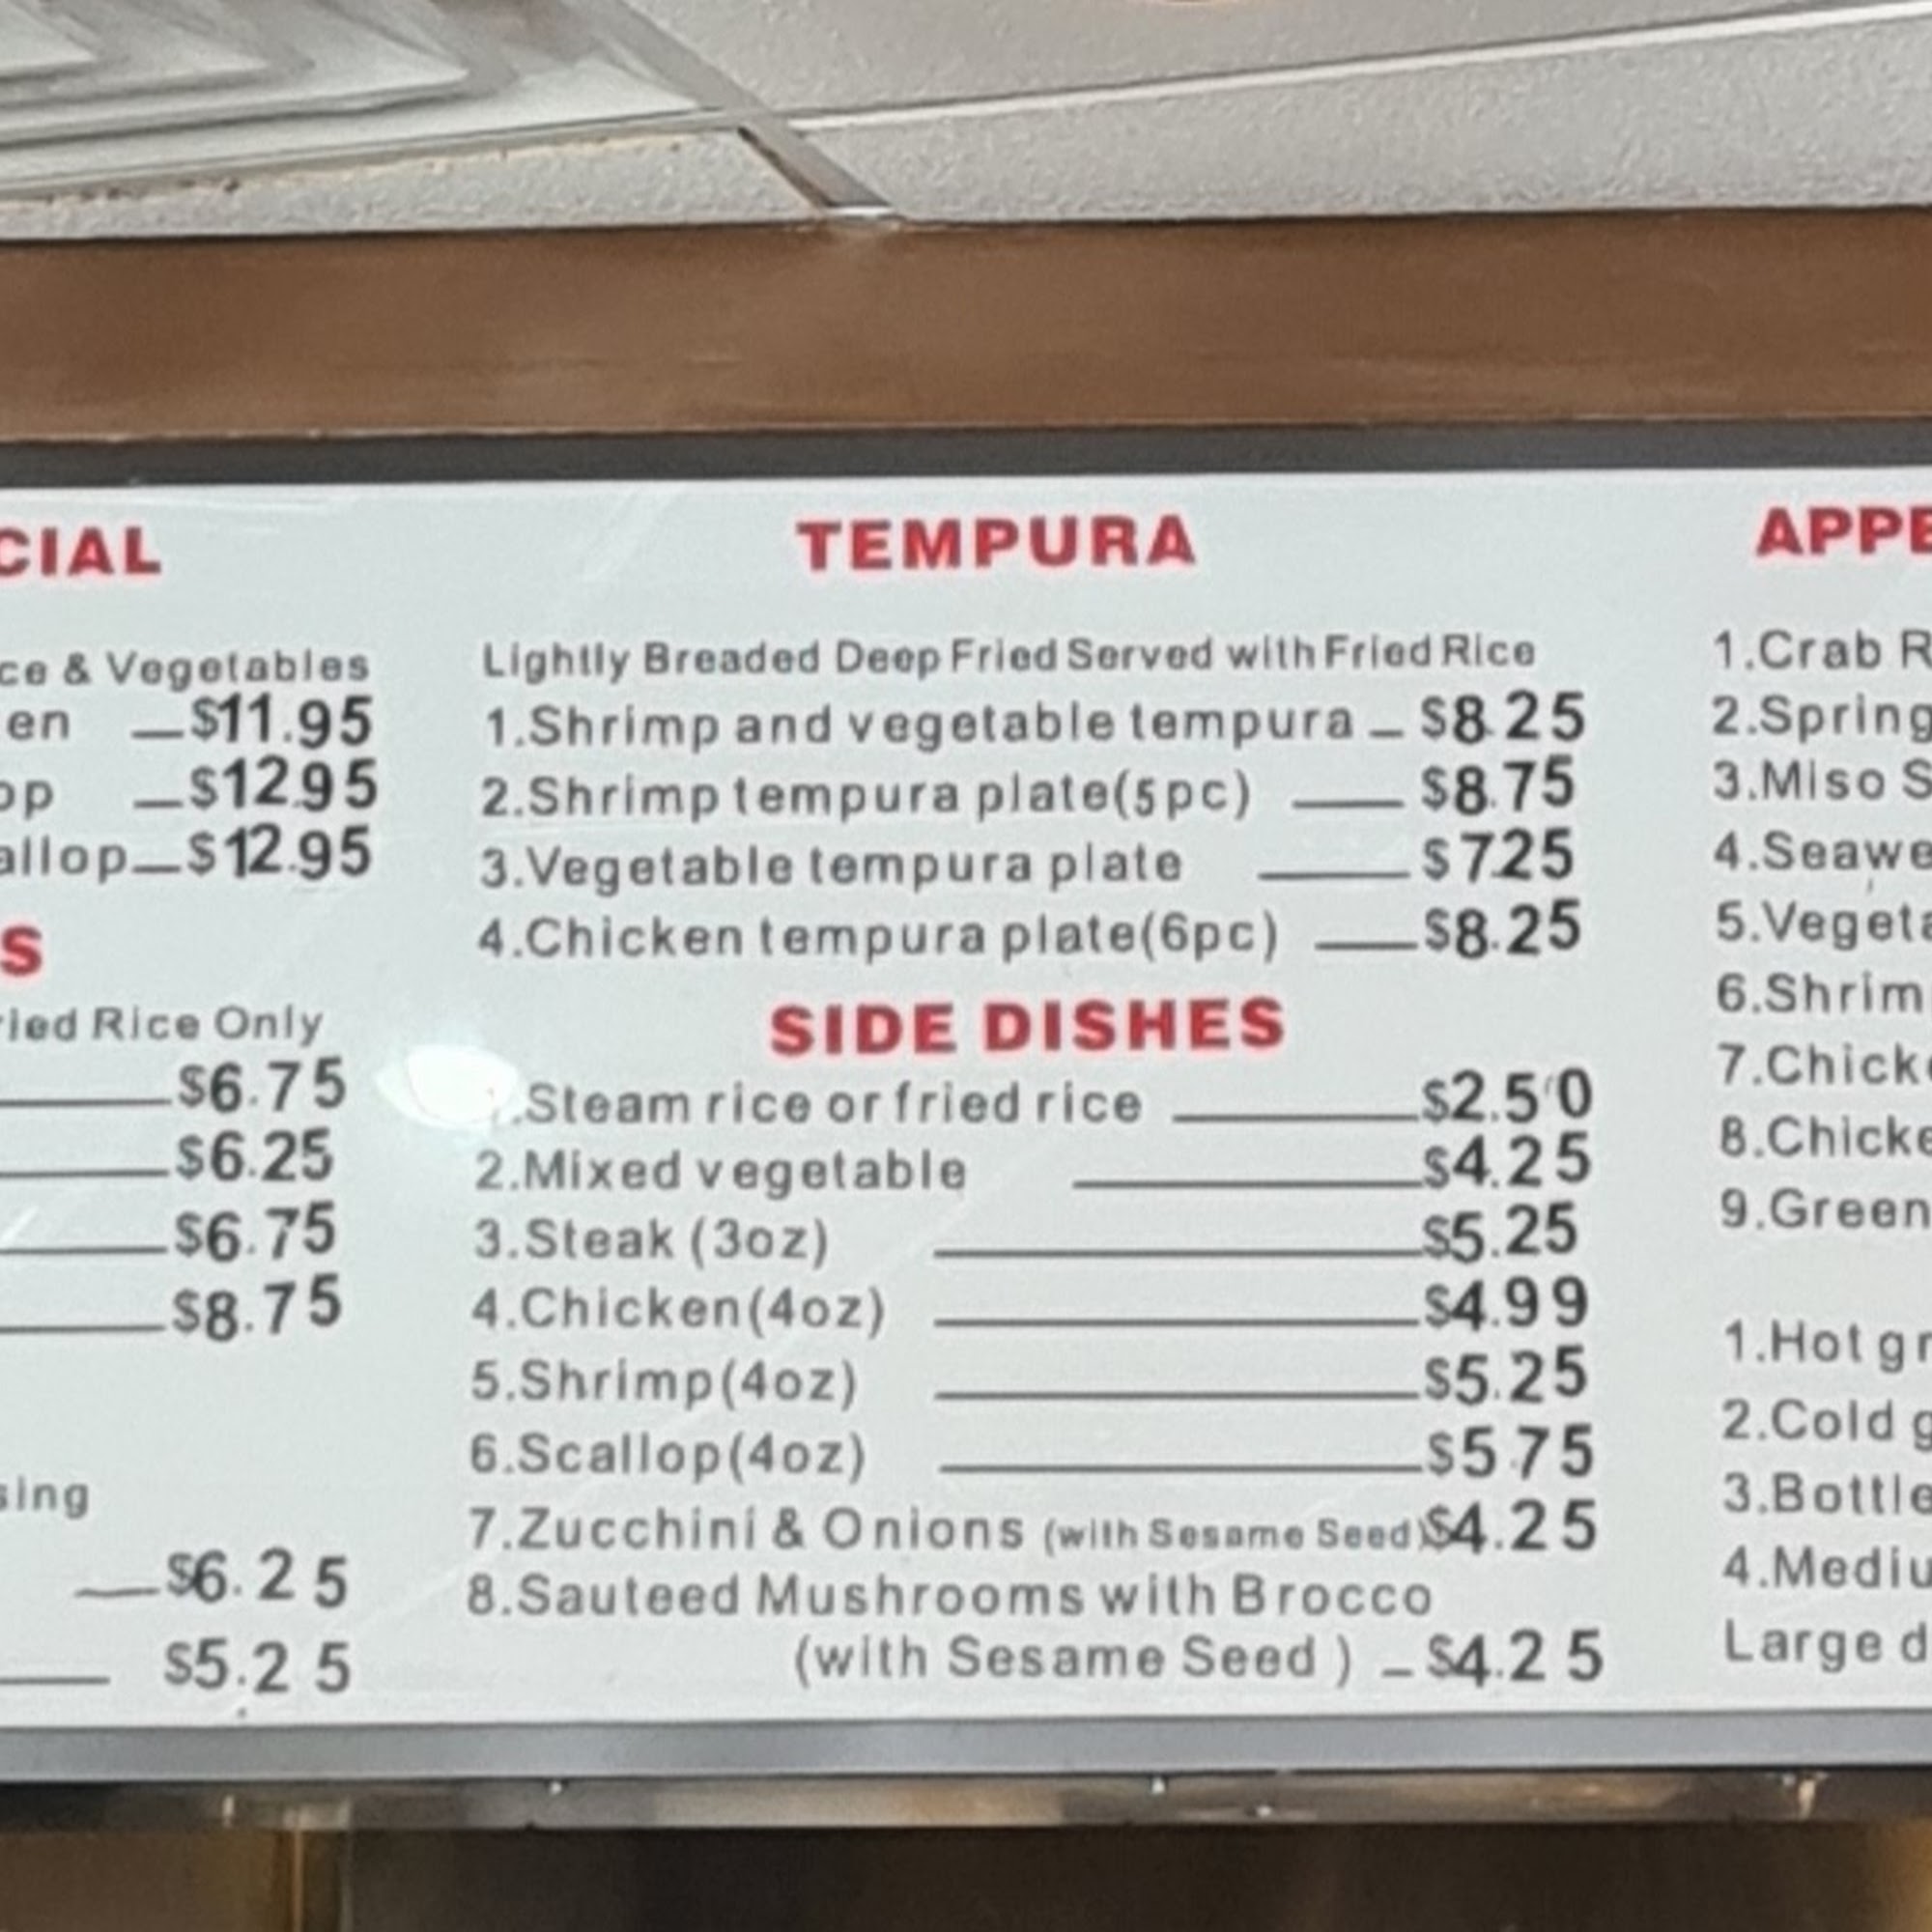 CIAL
ce & Vegetables
en $11.95
op $12.95
allop $12.95
S
ried Rice Only
$6.75
$6.25
$6.75
$8.75
sing
$6.25
$5.25
TEMPURA
Lightly Breaded Deep Fried Served with Fried Rice
1.Shrimp and vegetable tempura $8.25
2.Shrimp tempura plate(5pc) $8.75
3.Vegetable tempura plate $7.25
4.Chicken tempura plate(6pc) $8.25
SIDE DISHES
1.Steam rice or fried rice $2.50
2.Mixed vegetable $4.25
3.Steak (3oz) $5.25
4.Chicken(4oz) $4.99
5.Shrimp(4oz) $5.25
6.Scallop(4oz) $5.75
7.Zucchini & Onions (with Sesame Seed) $4.25
8.Sauteed Mushrooms with Brocco
(with Sesame Seed ) $4.25
APPE
1.Crab R
2.Spring
3.Miso S
4.Seawe
5.Vegeta
6.Shrim
7.Chicke
8.Chicke
9.Green
1.Hot gr
2.Cold g
3.Bottle
4.Mediu
Large d